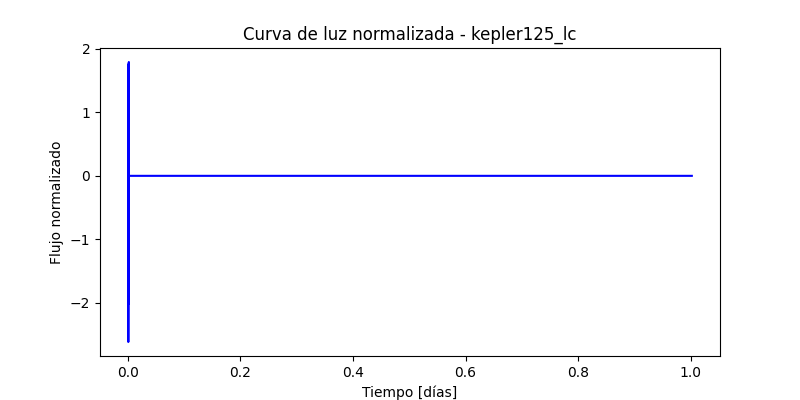 Curva de luz normalizada - kepler125_lc
Flujo normalizado
2
1
0
−1
−2
0.0 0.2 0.4 0.6 0.8 1.0
Tiempo [días]